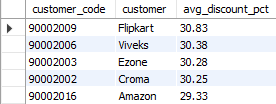 customer_code customer avg_discount_pct
90002009 Flipkart 30.83
90002006 Viveks 30.38
90002003 Ezone 30.28
90002002 Croma 30.25
90002016 Amazon 29.33